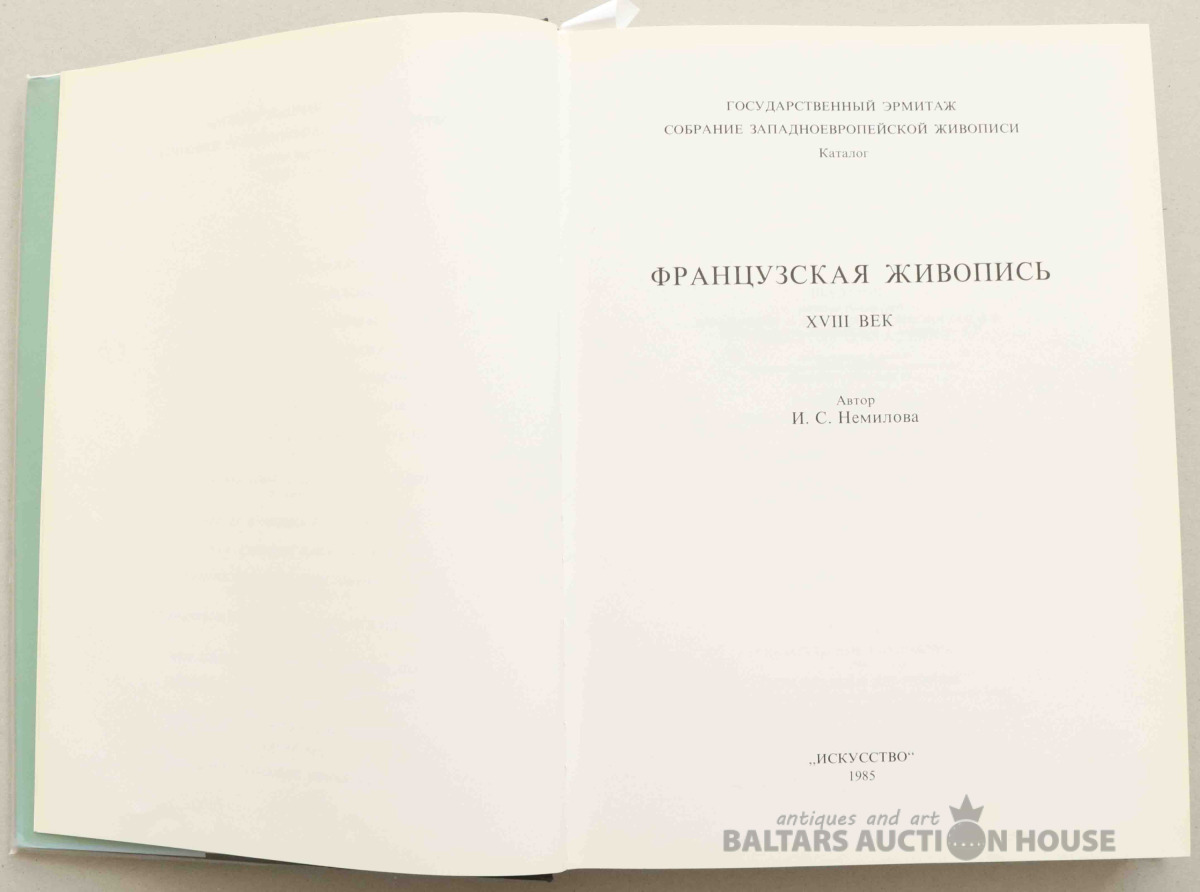 ГОСУДАРСТВЕННЫЙ ЭРМИТАЖ
СОБРАНИЕ ЗАПАДНОЕВРОПЕЙСКОЙ ЖИВОПИСИ
Каталог
ФРАНЦУЗСКАЯ ЖИВОПИСЬ
XVIII ВЕК
Автор
И. С. Немилова
„ИСКУССТВО“
1985
antiques and art
BALTARS AUCTION HOUSE